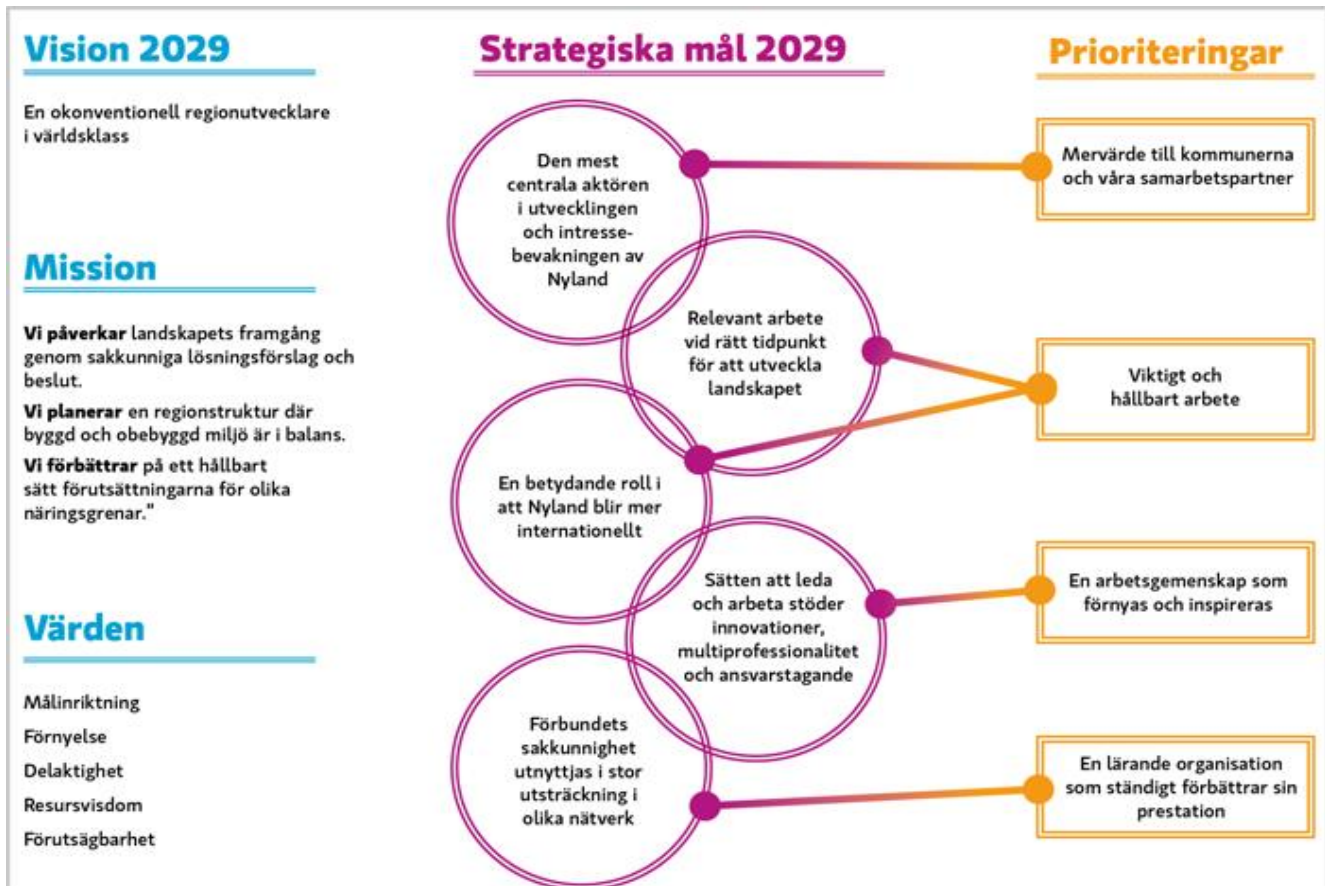 Vision 2029
En okonventionell regionutvecklare
i världsklass
Mission
Vi påverkar landskapets framgång
genom sakkunniga lösningsförslag och
beslut.
Vi planerar en regionstruktur där
byggd och obebyggd miljö är i balans.
Vi förbättrar på ett hållbart
sätt förutsättningarna för olika
näringsgrenar."
Värden
Målinriktning
Förnyelse
Delaktighet
Resursvisdom
Förutsägbarhet
Strategiska mål 2029
Den mest
centrala aktören
i utvecklingen
och intresse-
bevakningen av
Nyland
Relevant arbete
vid rätt tidpunkt
för att utveckla
landskapet
En betydande roll i
att Nyland blir mer
internationellt
Sätten att leda
och arbeta stöder
innovationer,
multiprofessionalitet
och ansvarstagande
Förbundets
sakkunnighet
utnyttjas i stor
utsträckning i
olika nätverk
Prioriteringar
Mervärde till kommunerna
och våra samarbetspartner
Viktigt och
hållbart arbete
En arbetsgemenskap som
förnyas och inspireras
En lärande organisation
som ständigt förbättrar sin
prestation